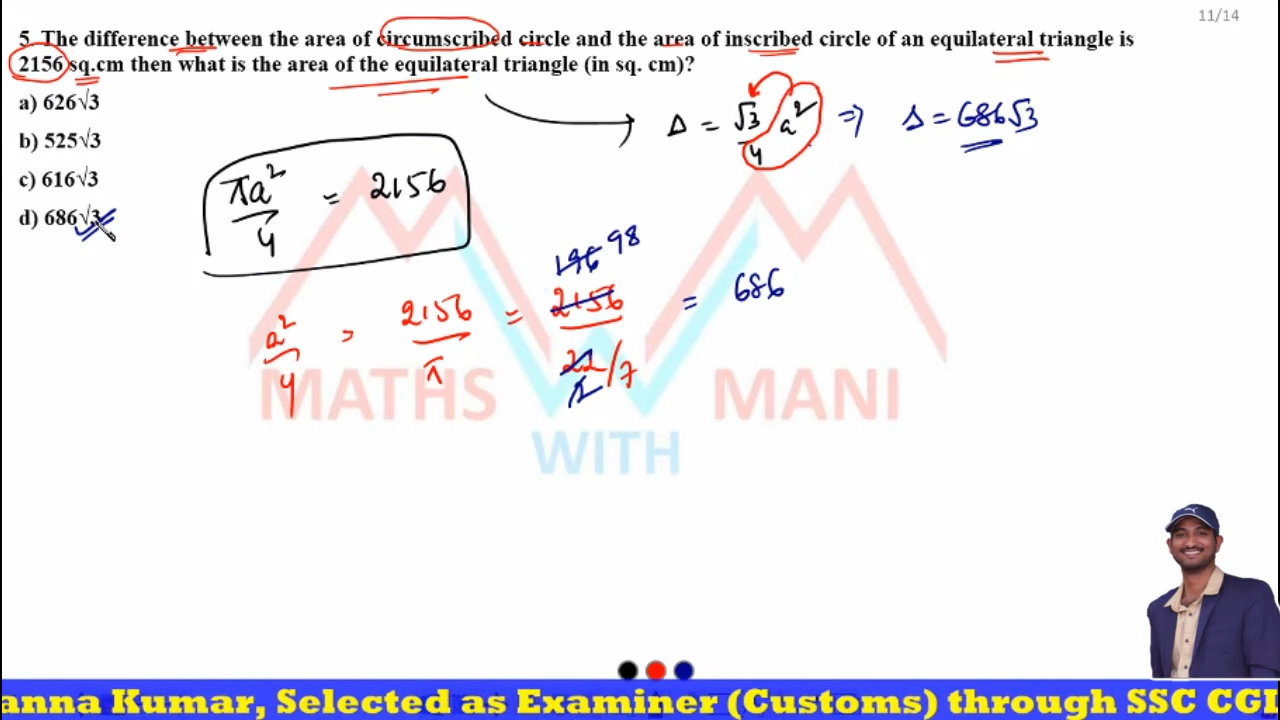 11/14
5. The difference between the area of circumscribed circle and the area of inscribed circle of an equilateral triangle is
2156 sq.cm then what is the area of the equilateral triangle (in sq. cm)?
a) 626√3
b) 525√3
c) 616√3
d) 686√3
Δ = √3/4 a² ⇒ Δ = 686√3
πa²/4 = 2156
a²/4 = 2156/π = 2156/22/7 = 686
196 98
2
MATHS
WITH
MANI
anna Kumar, Selected as Examiner (Customs) through SSC CGL